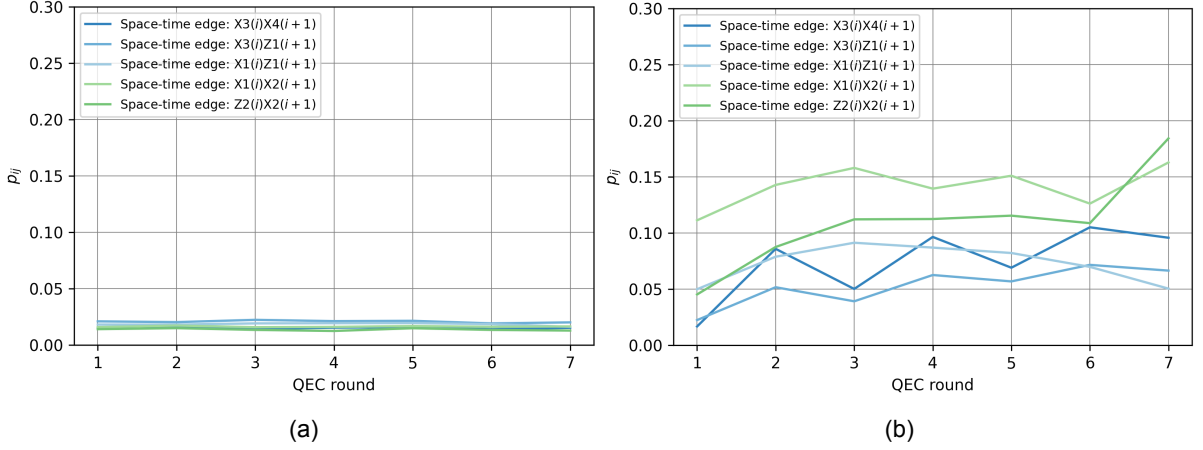 0.30
0.25
0.20
0.15
0.10
0.05
0.00
p_{ij}
Space-time edge: X3(i)X4(i+1)
Space-time edge: X3(i)Z1(i+1)
Space-time edge: X1(i)Z1(i+1)
Space-time edge: X1(i)X2(i+1)
Space-time edge: Z2(i)X2(i+1)
1 2 3 4 5 6 7
QEC round
(a)
0.30
0.25
0.20
0.15
0.10
0.05
0.00
p_{ij}
Space-time edge: X3(i)X4(i+1)
Space-time edge: X3(i)Z1(i+1)
Space-time edge: X1(i)Z1(i+1)
Space-time edge: X1(i)X2(i+1)
Space-time edge: Z2(i)X2(i+1)
1 2 3 4 5 6 7
QEC round
(b)